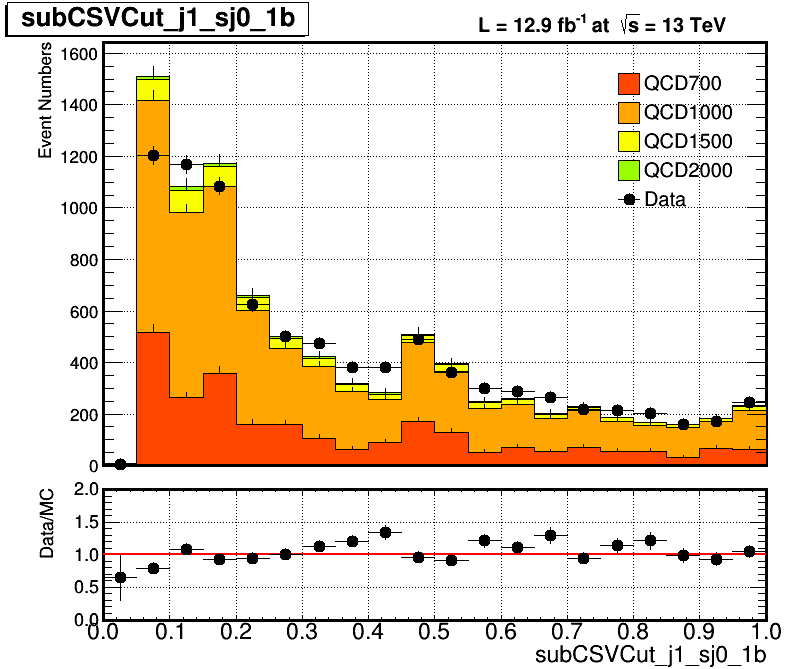 subCSVCut_j1_sj0_1b
L = 12.9 fb-1 at √s = 13 TeV
Event Numbers
1600
1400
1200
1000
800
600
400
200
0
QCD700
QCD1000
QCD1500
QCD2000
Data
Data/MC
2.0
1.5
1.0
0.5
0.0
0.0 0.1 0.2 0.3 0.4 0.5 0.6 0.7 0.8 0.9 1.0
subCSVCut_j1_sj0_1b